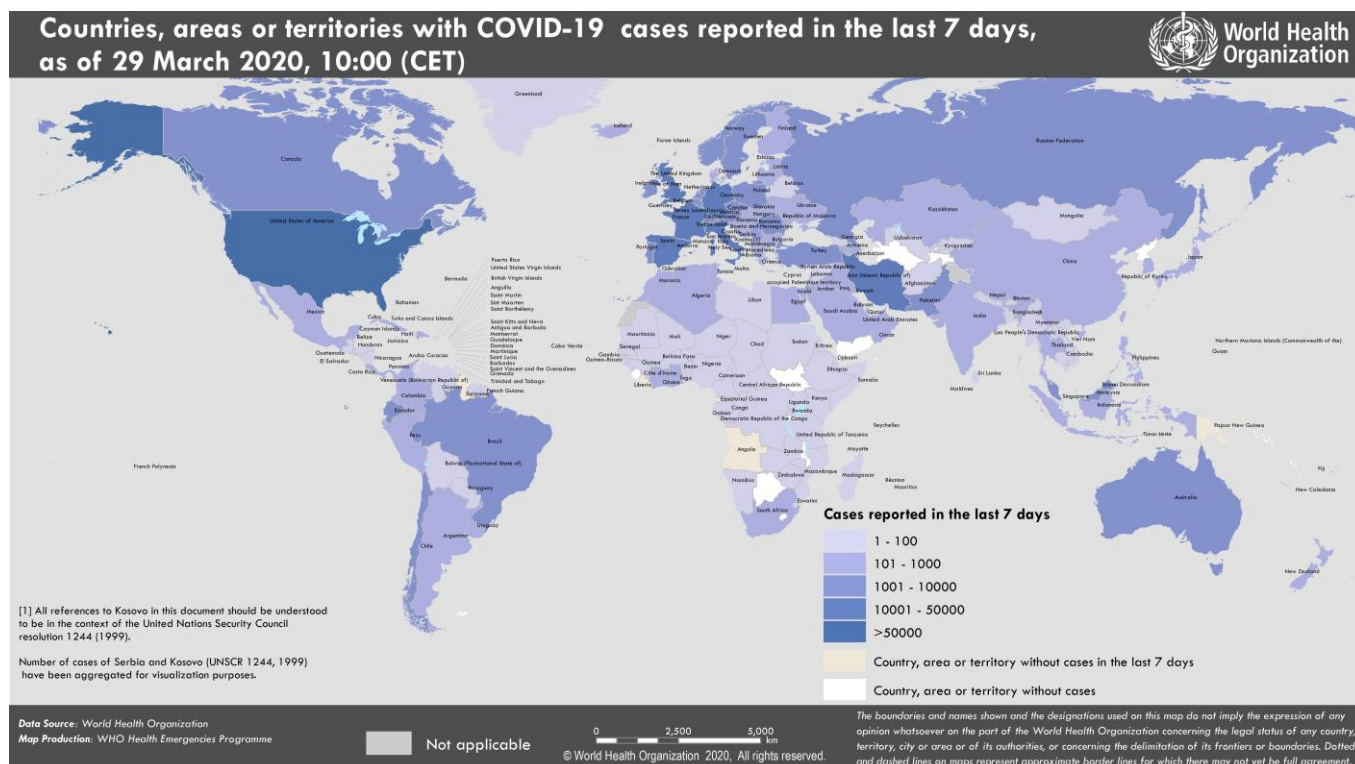 Countries, areas or territories with COVID-19 cases reported in the last 7 days,
as of 29 March 2020, 10:00 (CET)
World Health
Organization
Greenland
Iceland
Faroe Islands
Norway
Sweden
Finland
Russian Federation
Canada
Estonia
Latvia
Denmark
Lithuania
The United Kingdom
Ireland
Netherlands
Belarus
Germany
Poland
Belgium
Guernsey
Czechia
Slovakia
Ukraine
Kazakhstan
Mongolia
France
Hungary
Republic of Moldova
Liechtenstein
Switzerland
Slovenia
Romania
Croatia
Bosnia and Herzegovina
United States of America
San Marino
Serbia
Monaco
Kosovo[1]
Bulgaria
Georgia
Uzbekistan
Portugal
Spain
Andorra
Montenegro
Armenia
Kyrgyzstan
Albania
Azerbaijan
Turkey
China
Japan
Greece
Puerto Rico
Gibraltar
Malta
Cyprus
Syrian Arab Republic
Lebanon
Iran (Islamic Republic of)
Afghanistan
Republic of Korea
United States Virgin Islands
Tunisia
occupied Palestinian territory
Bermuda
British Virgin Islands
Morocco
Israel
Jordan
Iraq
Kuwait
Anguilla
Algeria
Libya
Egypt
Pakistan
Nepal
Bhutan
Saint Martin
Bahrain
Bahamas
Sint Maarten
Saudi Arabia
Qatar
India
Bangladesh
Mexico
Saint Barthélemy
United Arab Emirates
Myanmar
Cuba
Turks and Caicos Islands
Saint Kitts and Nevis
Oman
Lao People's Democratic Republic
Cayman Islands
Haiti
Antigua and Barbuda
Mauritania
Mali
Niger
Chad
Sudan
Eritrea
Viet Nam
Northern Mariana Islands (Commonwealth of the)
Belize
Jamaica
Montserrat
Thailand
Honduras
Guadeloupe
Cabo Verde
Senegal
Guam
Guatemala
Dominica
Gambia
Burkina Faso
Djibouti
Cambodia
Philippines
El Salvador
Nicaragua
Aruba
Curacao
Martinique
Guinea-Bissau
Guinea
Benin
Nigeria
Ethiopia
Saint Lucia
Panama
Barbados
Côte d'Ivoire
Togo
Cameroon
Central African Republic
Somalia
Sri Lanka
Costa Rica
Saint Vincent and the Grenadines
Liberia
Ghana
Grenada
Maldives
Brunei Darussalam
Venezuela (Bolivarian Republic of)
Trinidad and Tobago
Equatorial Guinea
Uganda
Kenya
Malaysia
Guyana
French Guiana
Colombia
Suriname
Congo
Rwanda
Singapore
Gabon
Indonesia
Ecuador
Democratic Republic of the Congo
Seychelles
Peru
Brazil
United Republic of Tanzania
Timor-Leste
Papua New Guinea
Angola
Zambia
Mayotte
French Polynesia
Bolivia (Plurinational State of)
Mozambique
Fiji
Zimbabwe
Madagascar
Namibia
Réunion
Mauritius
New Caledonia
Paraguay
Australia
Eswatini
South Africa
Uruguay
Argentina
Chile
New Zealand
Cases reported in the last 7 days
1 - 100
101 - 1000
1001 - 10000
10001 - 50000
>50000
Country, area or territory without cases in the last 7 days
Country, area or territory without cases
[1] All references to Kosovo in this document should be understood
to be in the context of the United Nations Security Council
resolution 1244 (1999).
Number of cases of Serbia and Kosovo (UNSCR 1244, 1999)
have been aggregated for visualization purposes.
Data Source: World Health Organization
Map Production: WHO Health Emergencies Programme
Not applicable
0 2,500 5,000
km
© World Health Organization 2020, All rights reserved.
The boundaries and names shown and the designations used on this map do not imply the expression of any
opinion whatsoever on the part of the World Health Organization concerning the legal status of any country,
territory, city or area or of its authorities, or concerning the delimitation of its frontiers or boundaries. Dotted
and dashed lines on maps represent approximate border lines for which there may not yet be full agreement.